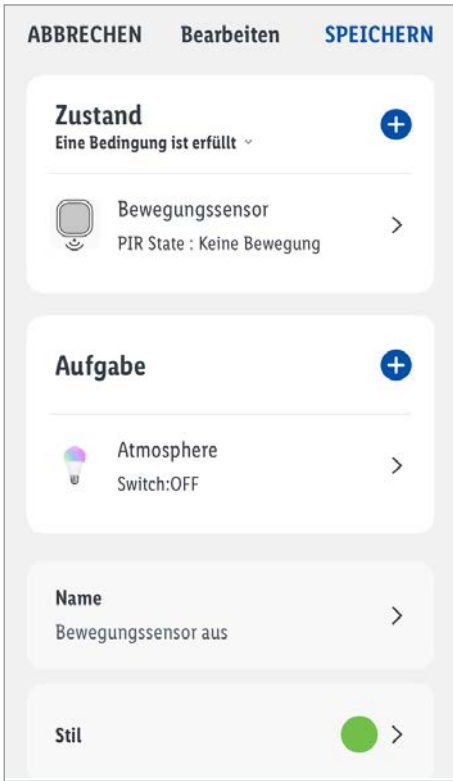 ABBRECHEN Bearbeiten SPEICHERN
Zustand
Eine Bedingung ist erfüllt
Bewegungssensor
PIR State : Keine Bewegung
Aufgabe
Atmosphere
Switch:OFF
Name
Bewegungssensor aus
Stil